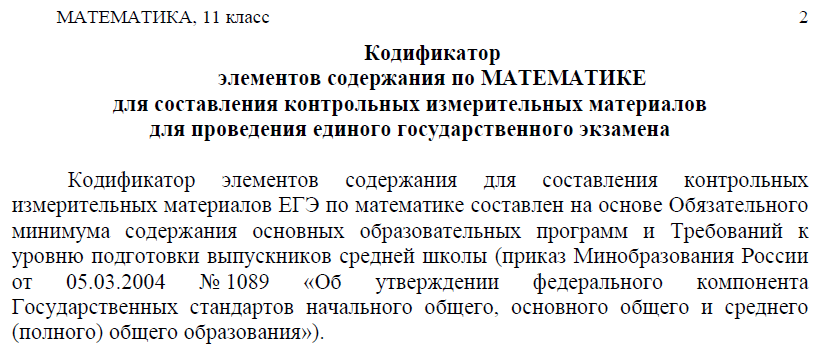 МАТЕМАТИКА, 11 класс 2
Кодификатор
элементов содержания по МАТЕМАТИКЕ
для составления контрольных измерительных материалов
для проведения единого государственного экзамена
Кодификатор элементов содержания для составления контрольных
измерительных материалов ЕГЭ по математике составлен на основе Обязательного
минимума содержания основных образовательных программ и Требований к
уровню подготовки выпускников средней школы (приказ Минобразования России
от 05.03.2004 № 1089 «Об утверждении федерального компонента
Государственных стандартов начального общего, основного общего и среднего
(полного) общего образования»).